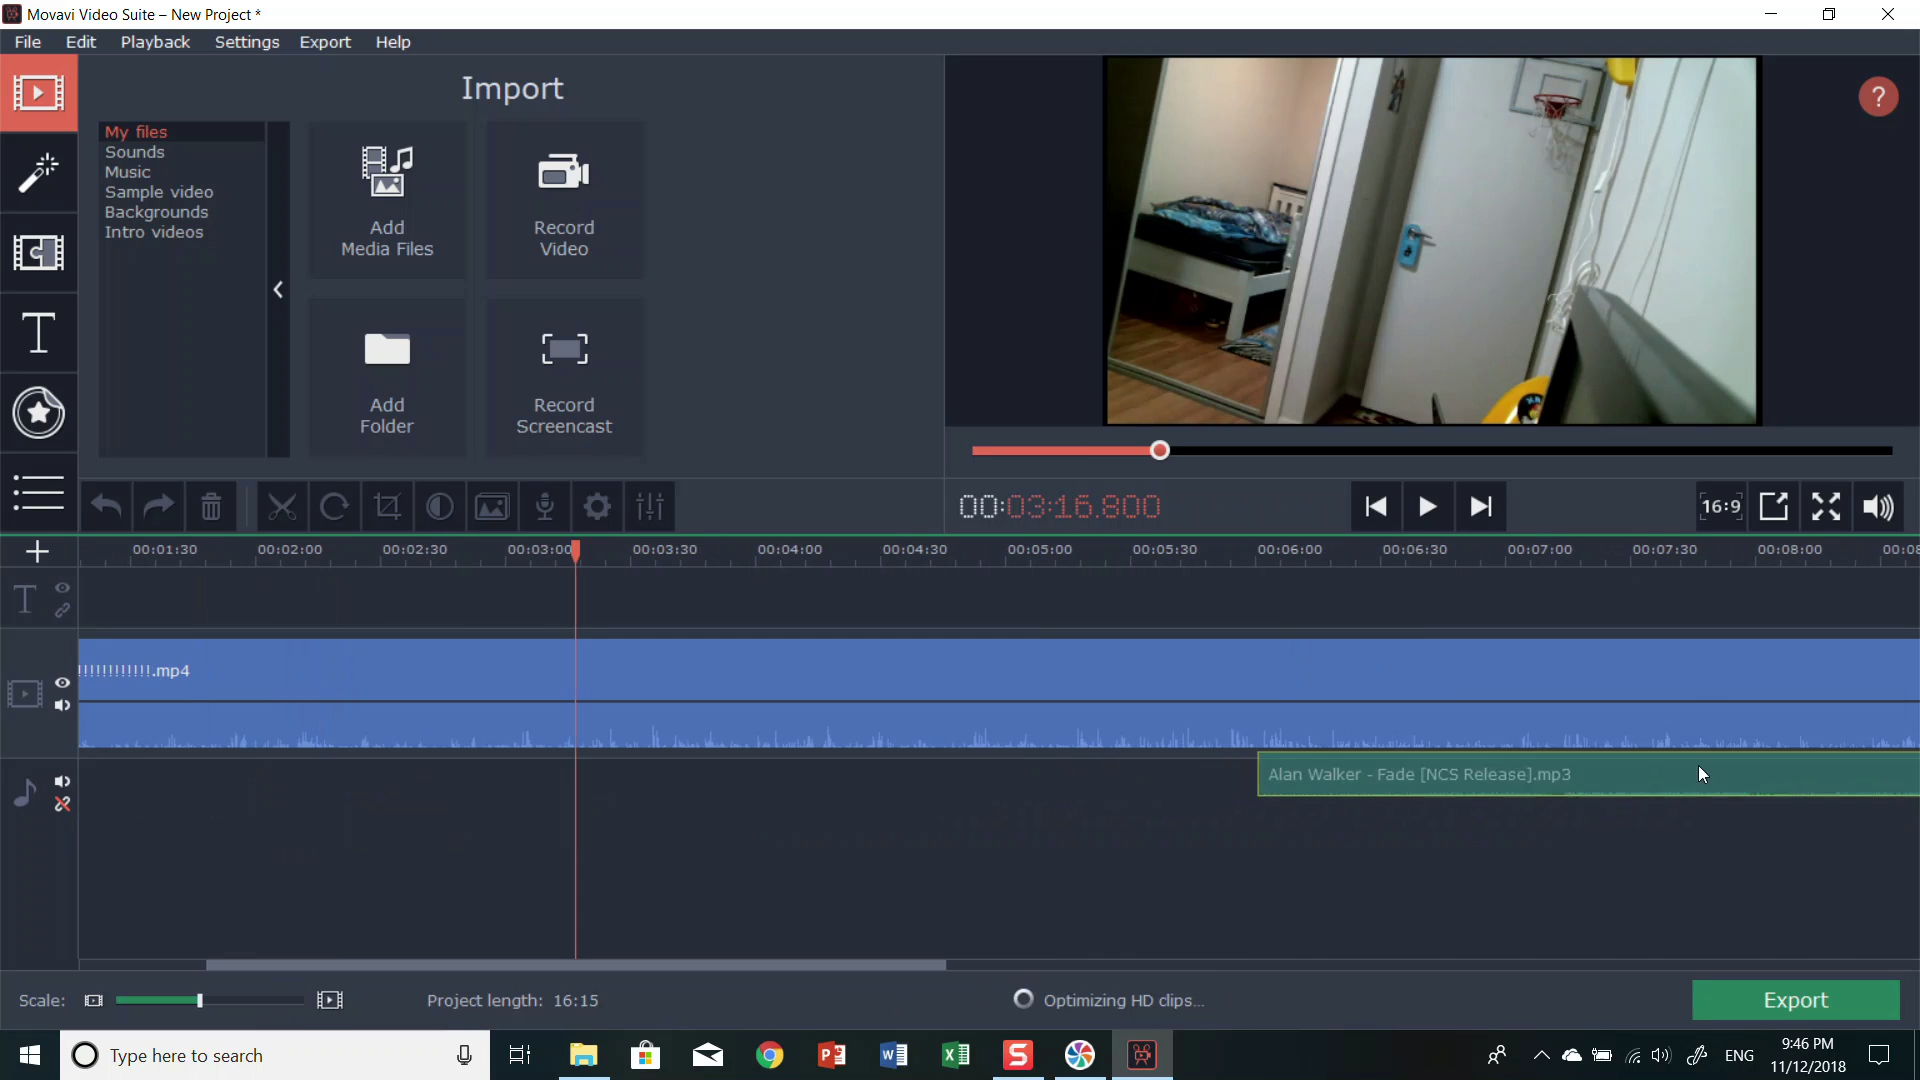 Movavi Video Suite – New Project *
File Edit Playback Settings Export Help
Import
My files
Sounds
Music
Sample video
Backgrounds
Intro videos
Add
Media Files
Record
Video
Add
Folder
Record
Screencast
?
00:03:16.800
16:9
00:01:30 00:02:00 00:02:30 00:03:00 00:03:30 00:04:00 00:04:30 00:05:00 00:05:30 00:06:00 00:06:30 00:07:00 00:07:30 00:08:00
T
!!!!!!!!!!!!.mp4
Alan Walker - Fade [NCS Release].mp3
Scale:
Project length: 16:15
Optimizing HD clips...
Export
Type here to search
ENG
9:46 PM
11/12/2018